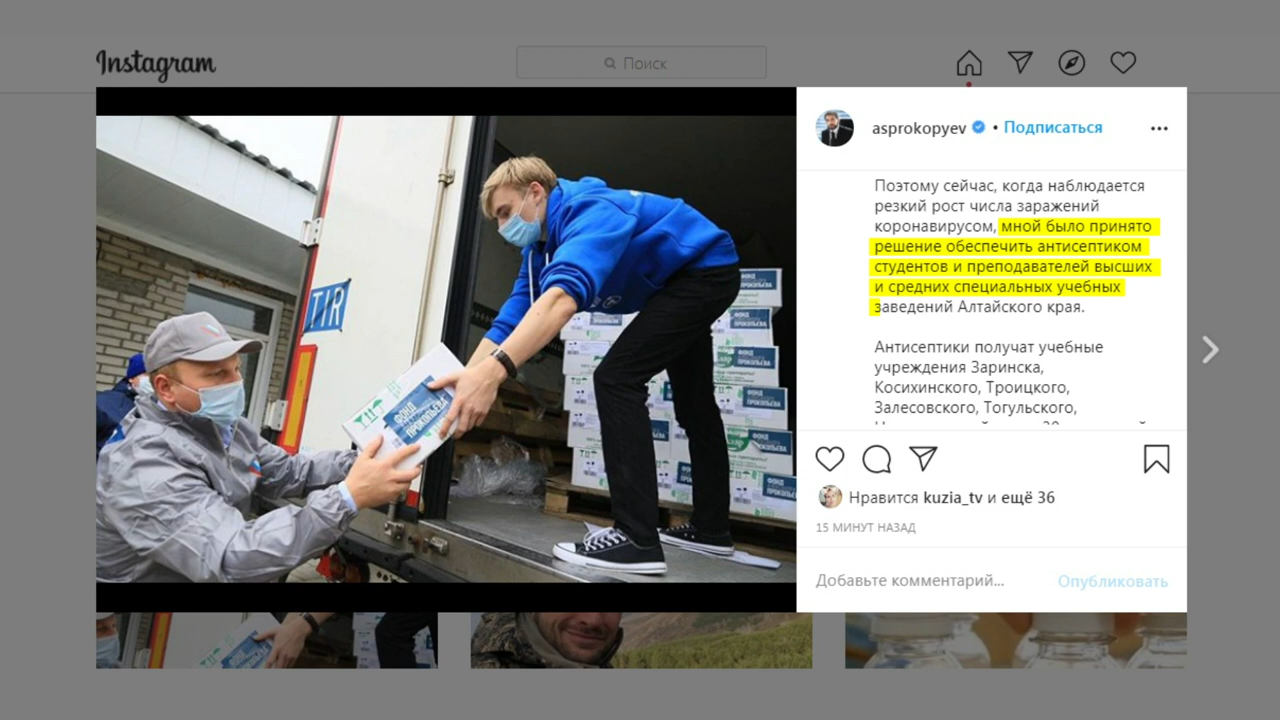 Instagram
Поиск
asprokopyev • Подписаться
Поэтому сейчас, когда наблюдается
резкий рост числа заражений
коронавирусом, мной было принято
решение обеспечить антисептиком
студентов и преподавателей высших
и средних специальных учебных
заведений Алтайского края.
Антисептики получат учебные
учреждения Заринска,
Косихинского, Троицкого,
Залесовского, Тогульского,
Нравится kuzia_tv и ещё 36
15 МИНУТ НАЗАД
Добавьте комментарий...
Опубликовать
TIR
ФОНД
ПРОКОПЬЕВА